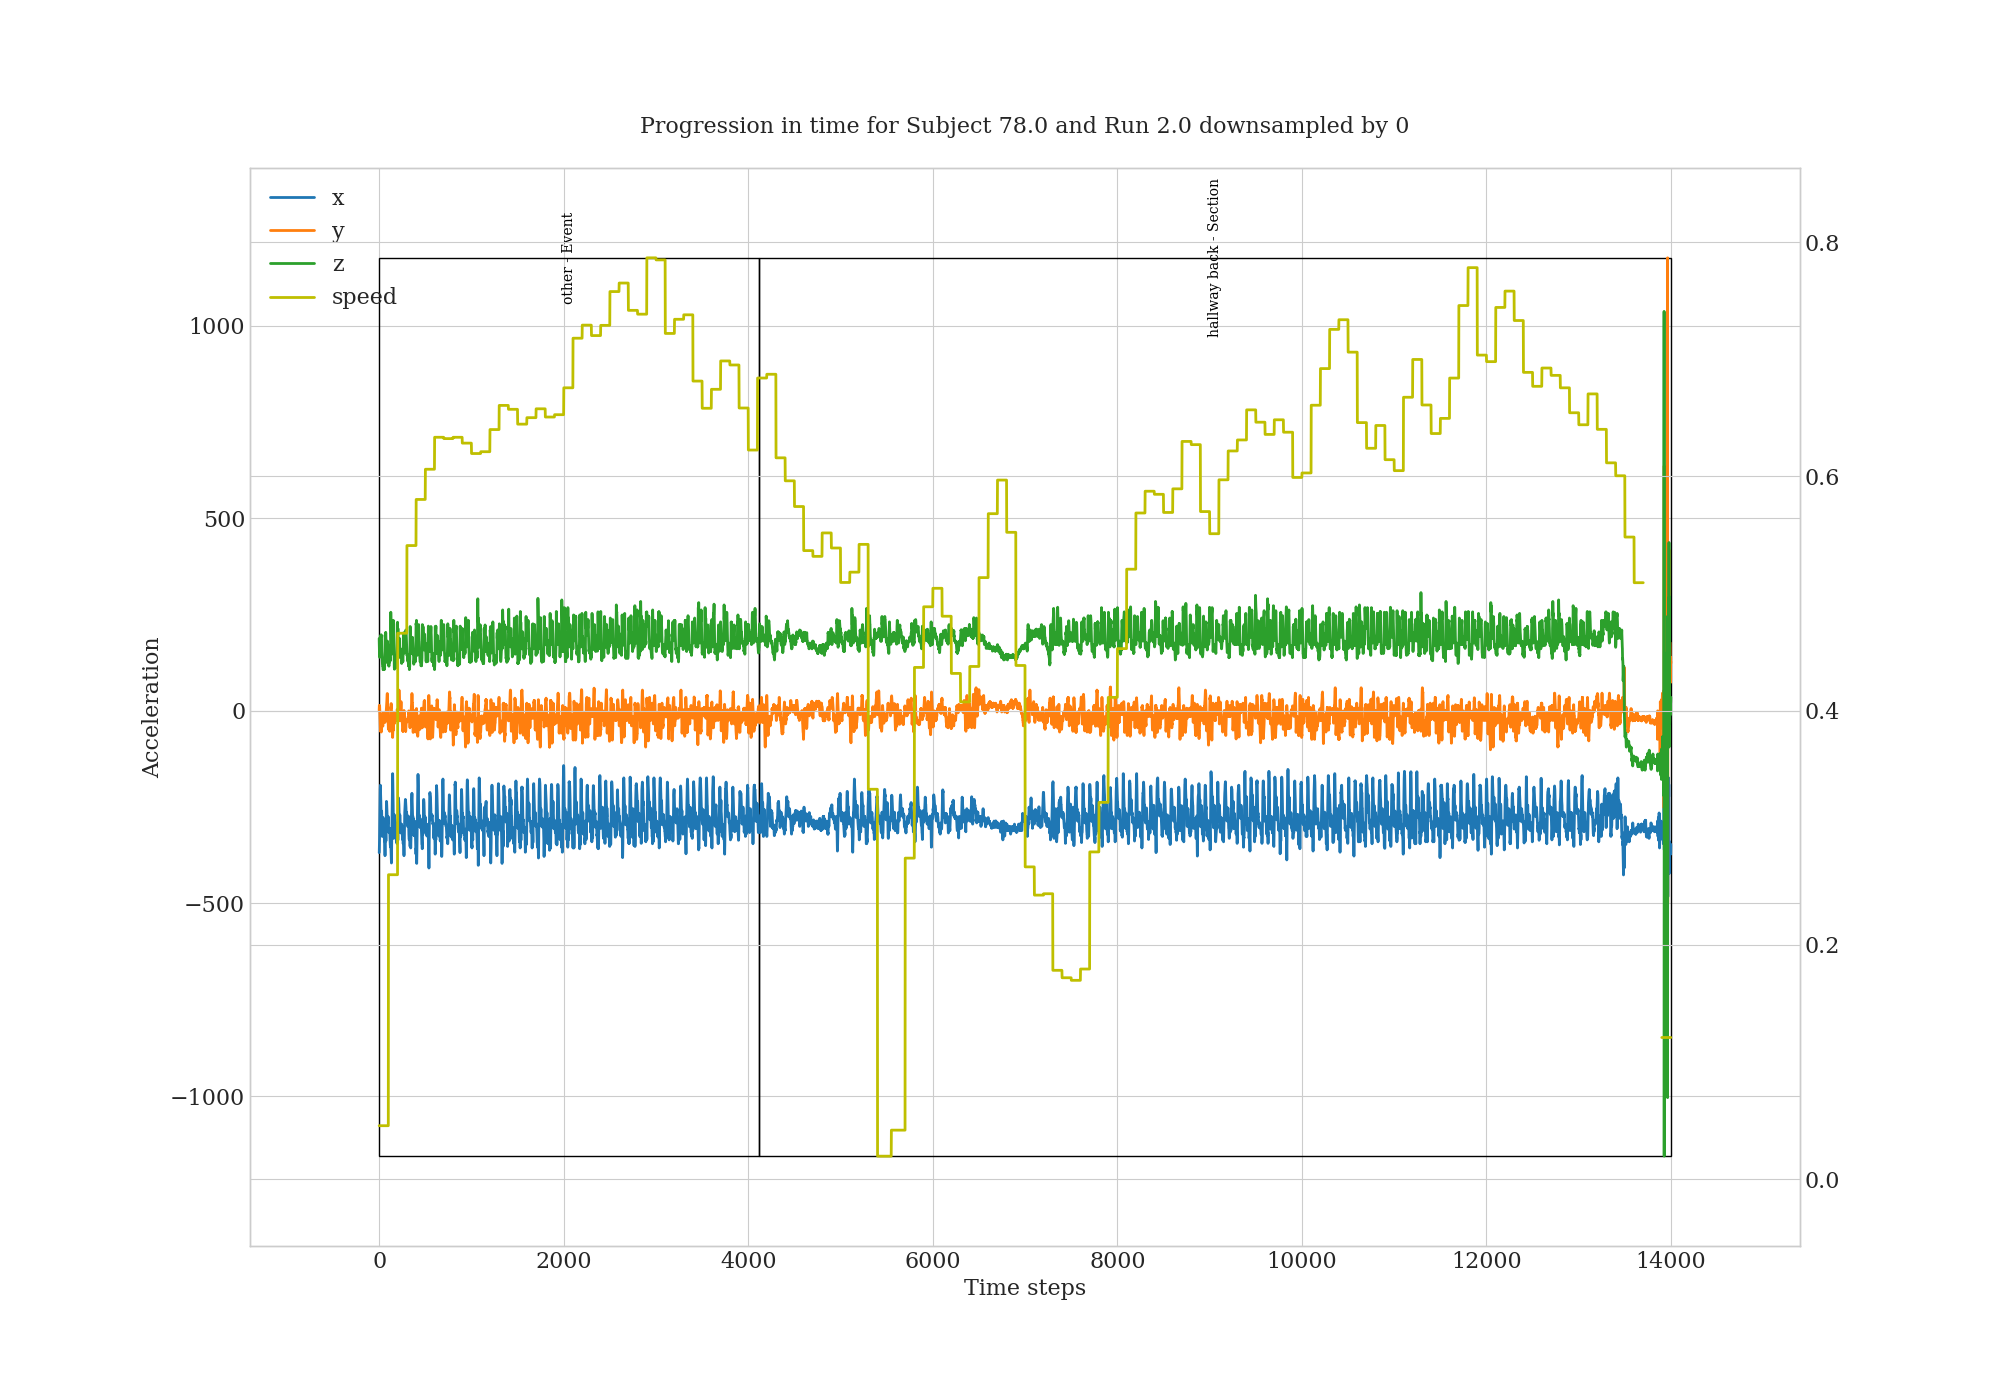 Progression in time for Subject 78.0 and Run 2.0 downsampled by 0
x
y
z
speed
other - Event
hallway back - Section
1000
500
0
−500
−1000
Acceleration
0.8
0.6
0.4
0.2
0.0
0 2000 4000 6000 8000 10000 12000 14000
Time steps